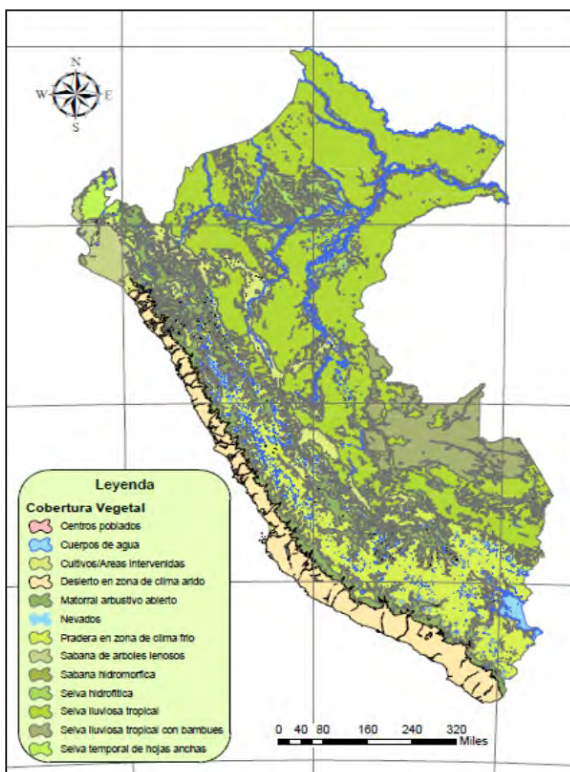 N
W E
S
Leyenda
Cobertura Vegetal
Centros poblados
Cuerpos de agua
Cultivos/Areas Intervenidas
Desierto en zona de clima arido
Matorral arbustivo abierto
Nevados
Pradera en zona de clima frio
Sabana de arboles lenosos
Sabana hidromorfica
Selva hidrofitica
Selva lluviosa tropical
Selva lluviosa tropical con bambues
Selva temporal de hojas anchas
0 40 80 160 240 320
Miles